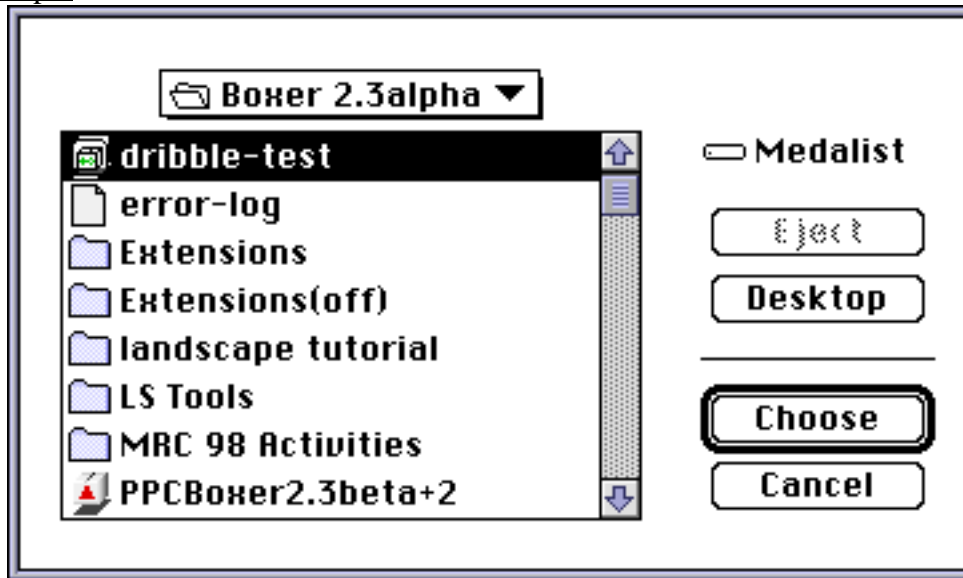 Boxer 2.3alpha
dribble-test
Medalist
error-log
Eject
Extensions
Extensions(off)
Desktop
landscape tutorial
LS Tools
Choose
MRC 98 Activities
PPCBoxer2.3beta+2
Cancel